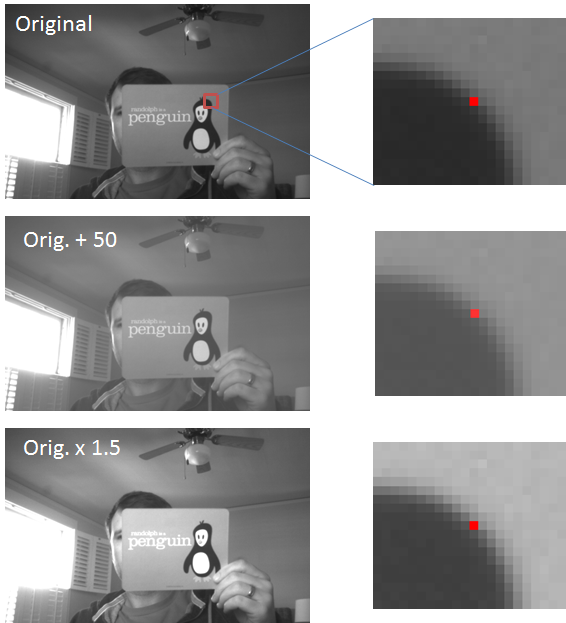 Original
randolph is a
penguin
Orig. + 50
randolph is a
penguin
Orig. x 1.5
randolph is a
penguin